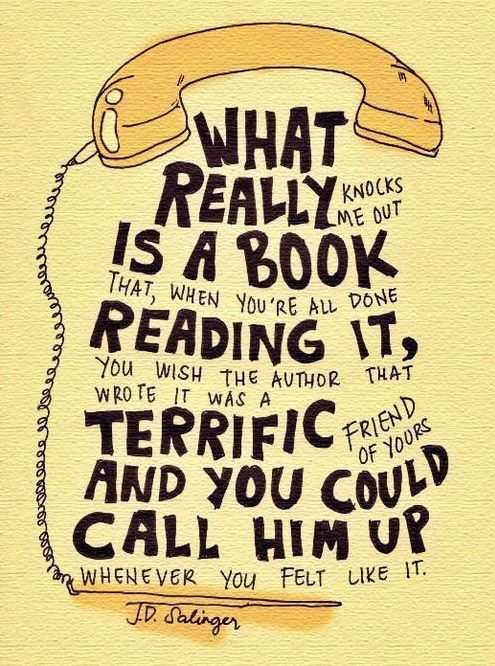 WHAT
REALLY KNOCKS ME OUT
IS A BOOK
THAT, WHEN YOU'RE ALL DONE
READING IT,
YOU WISH THE AUTHOR THAT
WROTE IT WAS A
TERRIFIC FRIEND OF YOURS
AND YOU COULD
CALL HIM UP
WHENEVER YOU FELT LIKE IT.
J.D. Salinger